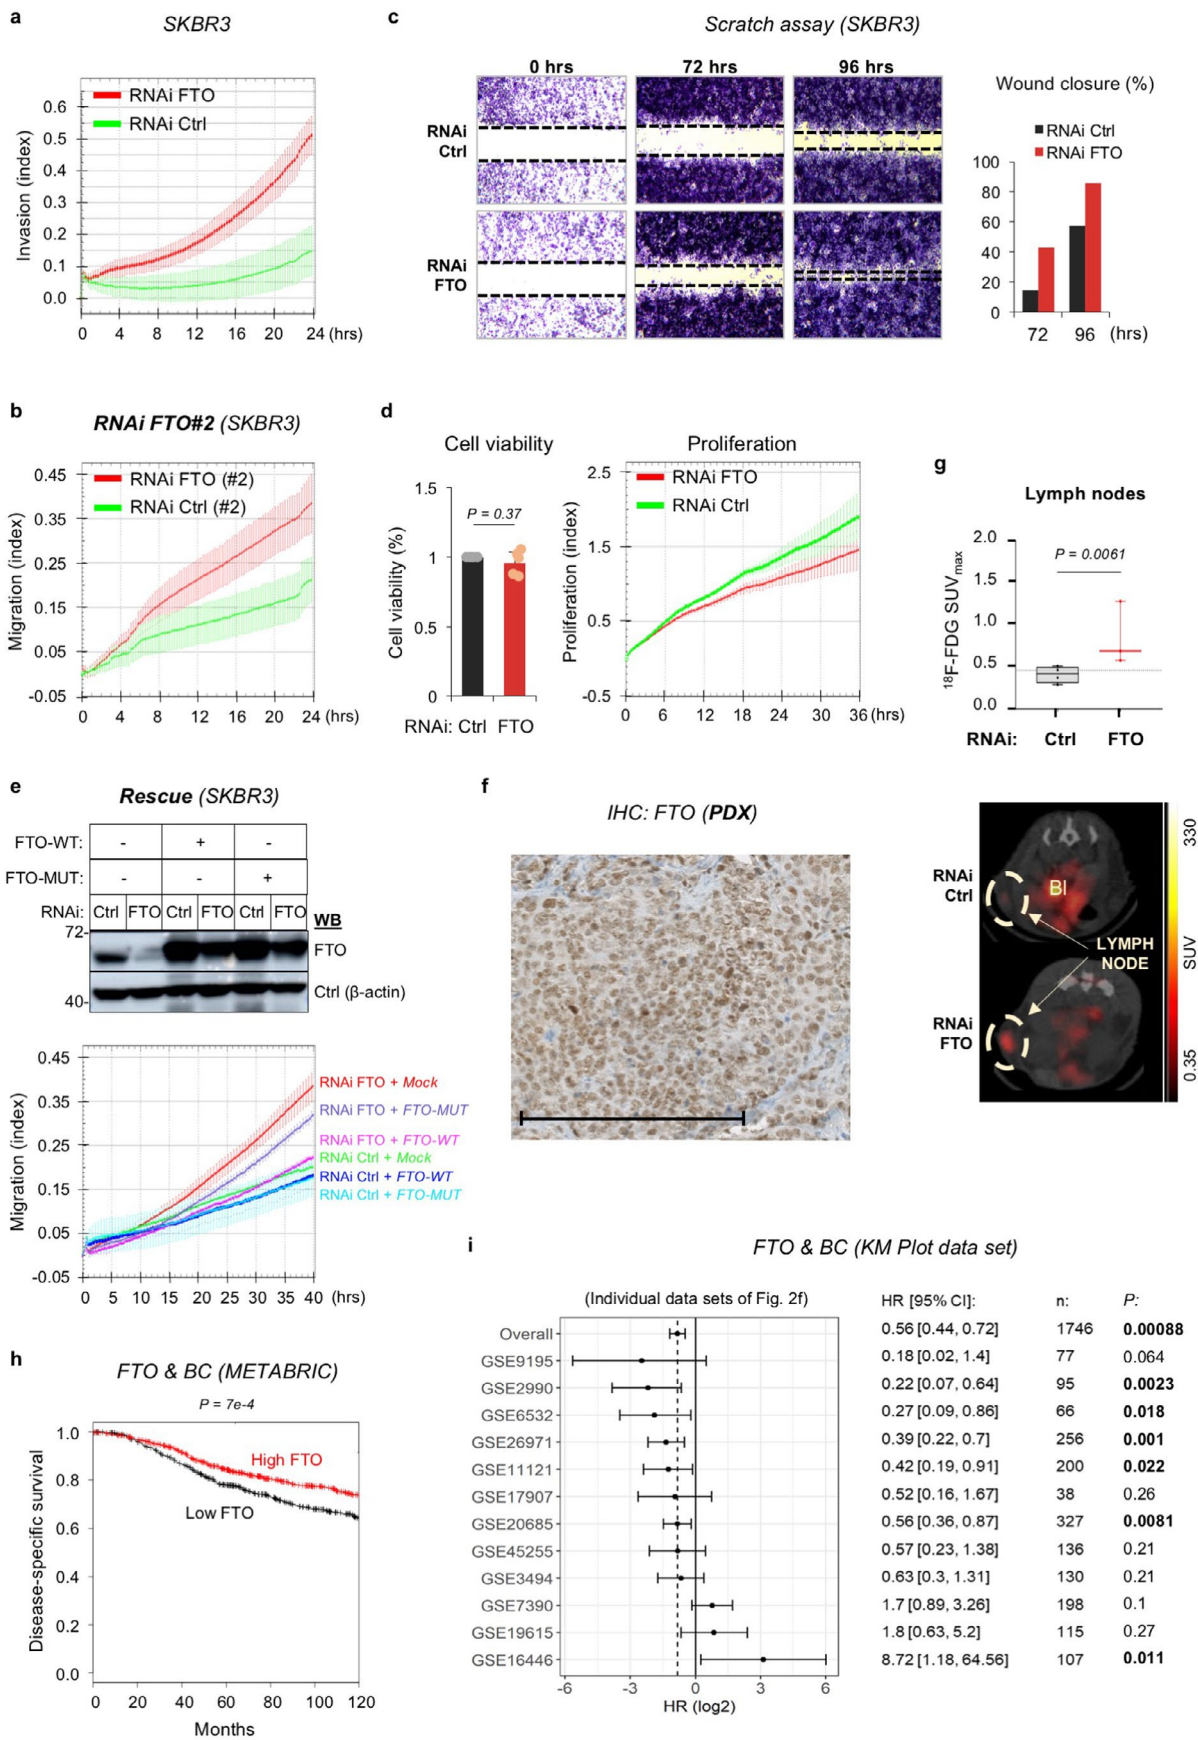 a
SKBR3
RNAi FTO
RNAi Ctrl
Invasion (index)
0.6
0.5
0.4
0.3
0.2
0.1
0.0
0 4 8 12 16 20 24 (hrs)
c
Scratch assay (SKBR3)
0 hrs 72 hrs 96 hrs
RNAi
Ctrl
RNAi
FTO
Wound closure (%)
RNAi Ctrl
RNAi FTO
100
80
60
40
20
0
72 96 (hrs)
b
RNAi FTO#2 (SKBR3)
RNAi FTO (#2)
RNAi Ctrl (#2)
Migration (index)
0.45
0.35
0.25
0.15
0.05
-0.05
0 4 8 12 16 20 24 (hrs)
d
Cell viability
P = 0.37
Cell viability (%)
1.5
1
0.5
0
RNAi: Ctrl FTO
Proliferation
RNAi FTO
RNAi Ctrl
Proliferation (index)
2.5
1.5
0.5
-0.5
0 6 12 18 24 30 36 (hrs)
g
Lymph nodes
P = 0.0061
18F-FDG SUVmax
2.0
1.5
1.0
0.5
0.0
RNAi: Ctrl FTO
RNAi
Ctrl
BI
LYMPH
NODE
RNAi
FTO
330
SUV
0.35
e
Rescue (SKBR3)
FTO-WT: - + -
FTO-MUT: - - +
RNAi: Ctrl FTO Ctrl FTO Ctrl FTO WB
72-
FTO
40-
Ctrl (β-actin)
Migration (index)
0.45
0.35
0.25
0.15
0.05
-0.05
0 5 10 15 20 25 30 35 40 (hrs)
RNAi FTO + Mock
RNAi FTO + FTO-MUT
RNAi FTO + FTO-WT
RNAi Ctrl + Mock
RNAi Ctrl + FTO-WT
RNAi Ctrl + FTO-MUT
f
IHC: FTO (PDX)
h
FTO & BC (METABRIC)
P = 7e-4
High FTO
Low FTO
Disease-specific survival
1.0
0.8
0.6
0.4
0.2
0.0
0 20 40 60 80 100 120
Months
i
FTO & BC (KM Plot data set)
(Individual data sets of Fig. 2f) HR [95% CI]: n: P:
Overall 0.56 [0.44, 0.72] 1746 0.00088
GSE9195 0.18 [0.02, 1.4] 77 0.064
GSE2990 0.22 [0.07, 0.64] 95 0.0023
GSE6532 0.27 [0.09, 0.86] 66 0.018
GSE26971 0.39 [0.22, 0.7] 256 0.001
GSE11121 0.42 [0.19, 0.91] 200 0.022
GSE17907 0.52 [0.16, 1.67] 38 0.26
GSE20685 0.56 [0.36, 0.87] 327 0.0081
GSE45255 0.57 [0.23, 1.38] 136 0.21
GSE3494 0.63 [0.3, 1.31] 130 0.21
GSE7390 1.7 [0.89, 3.26] 198 0.1
GSE19615 1.8 [0.63, 5.2] 115 0.27
GSE16446 8.72 [1.18, 64.56] 107 0.011
-6 -3 0 3 6
HR (log2)